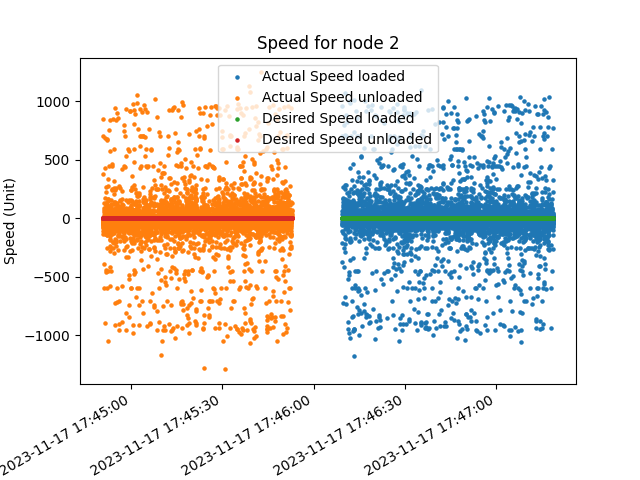 Speed for node 2
Actual Speed loaded
Actual Speed unloaded
Desired Speed loaded
Desired Speed unloaded
Speed (Unit)
1000
500
0
−500
−1000
2023-11-17 17:45:00
2023-11-17 17:45:30
2023-11-17 17:46:00
2023-11-17 17:46:30
2023-11-17 17:47:00